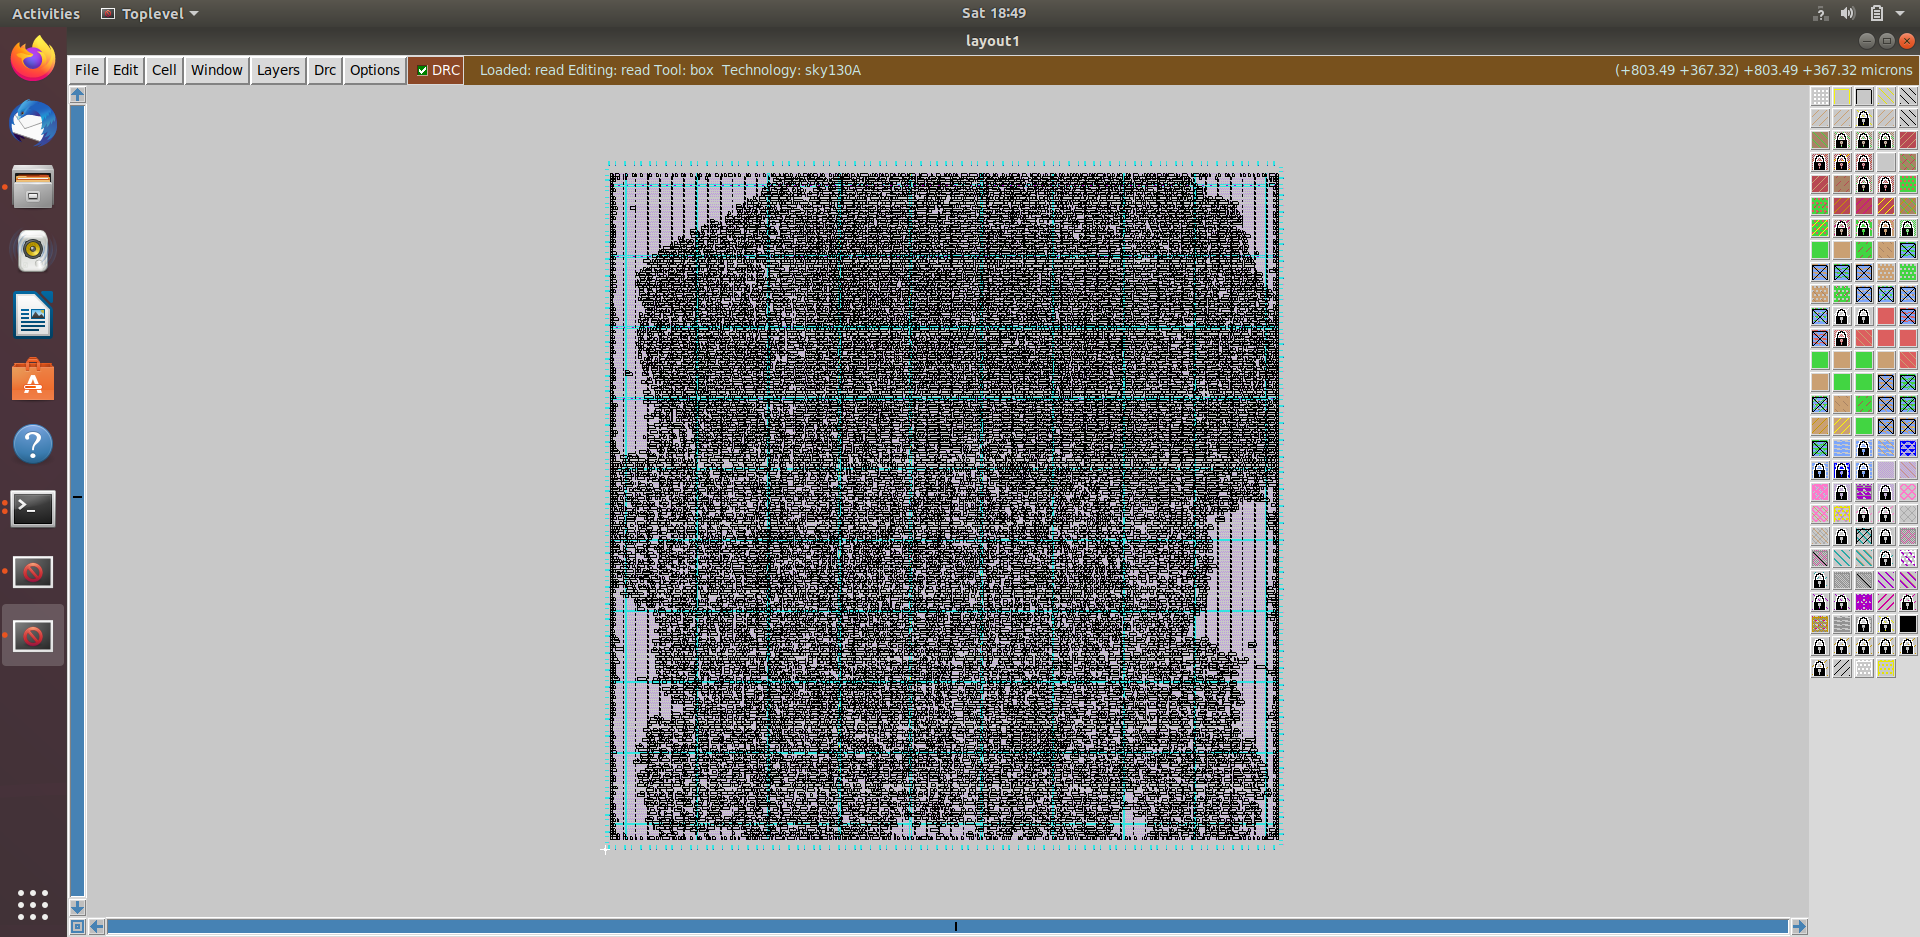 Activities Toplevel Sat 18:49
layout1
File Edit Cell Window Layers Drc Options DRC Loaded: read Editing: read Tool: box Technology: sky130A (+803.49 +367.32) +803.49 +367.32 microns